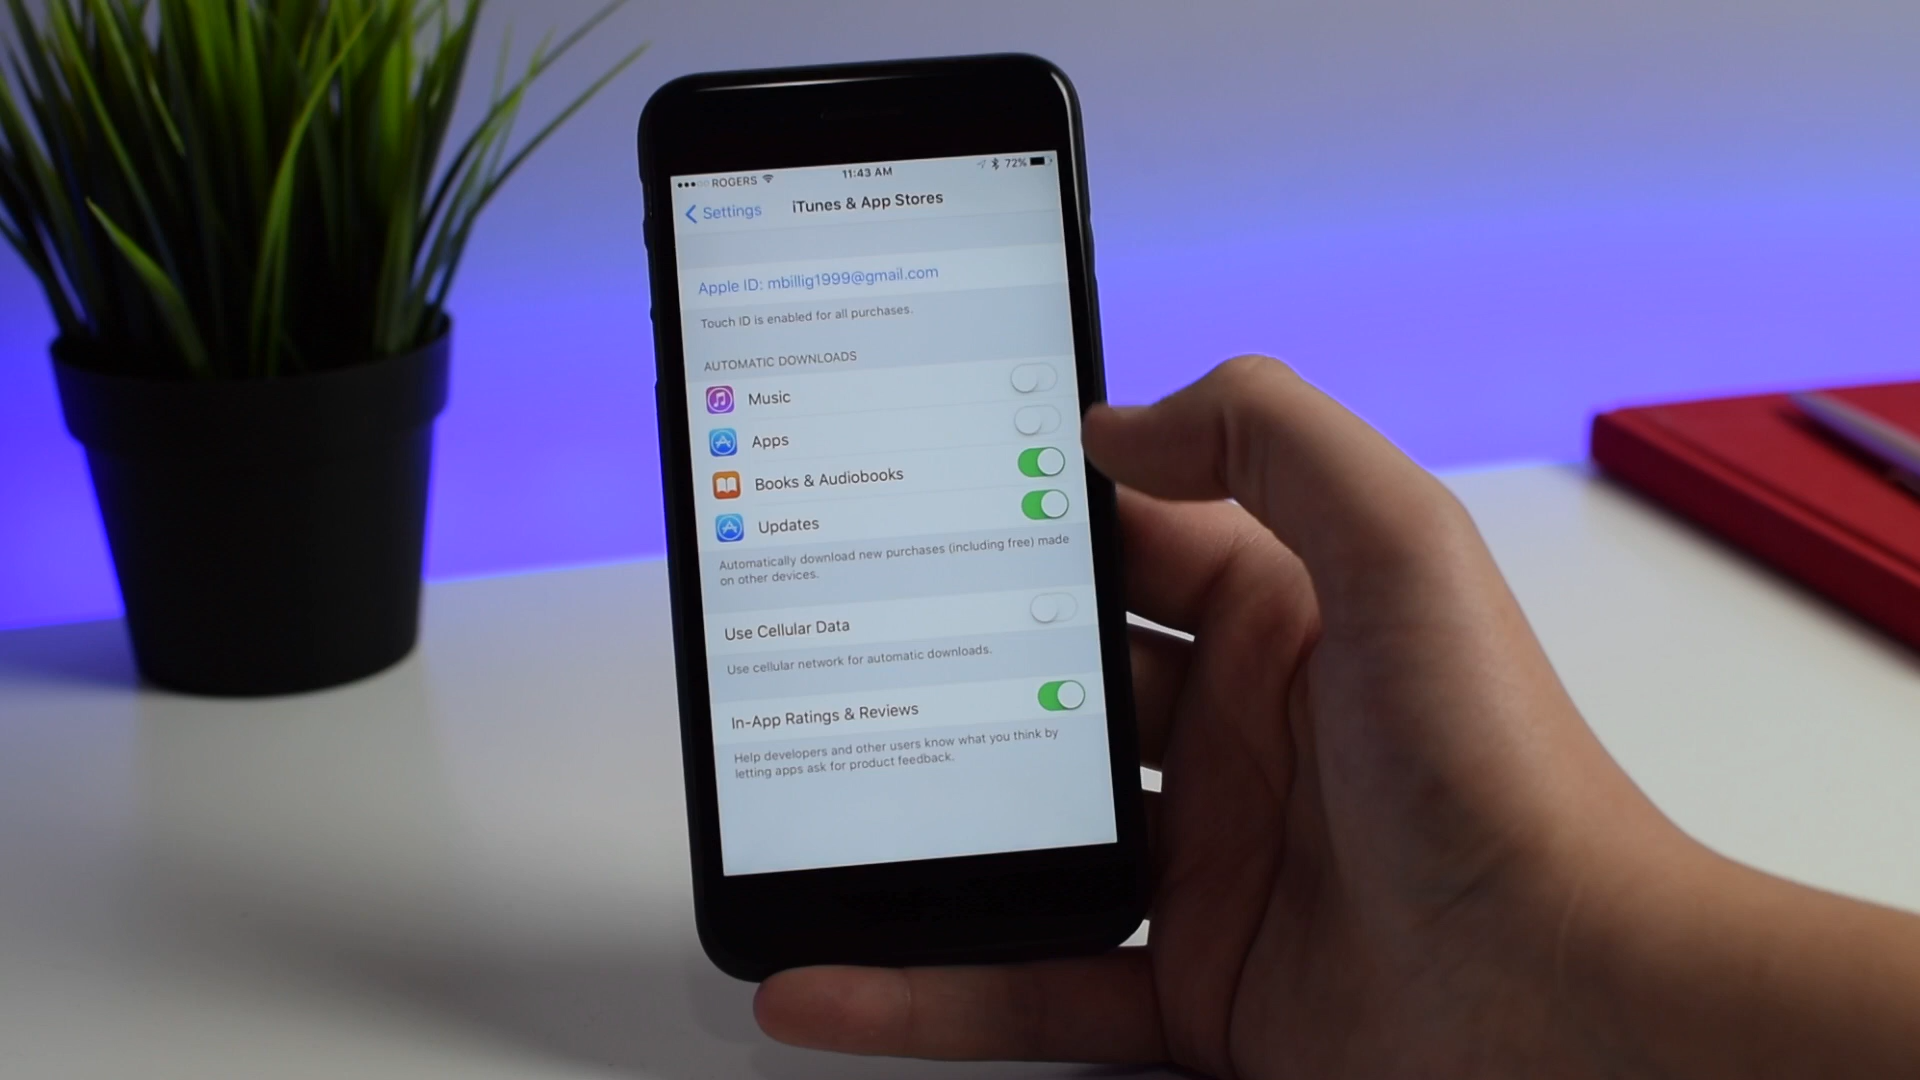 ROGERS 11:43 AM 72%
Settings iTunes & App Stores
Apple ID: mbillig1999@gmail.com
Touch ID is enabled for all purchases.
AUTOMATIC DOWNLOADS
Music
Apps
Books & Audiobooks
Updates
Automatically download new purchases (including free) made
on other devices.
Use Cellular Data
Use cellular network for automatic downloads.
In-App Ratings & Reviews
Help developers and other users know what you think by
letting apps ask for product feedback.